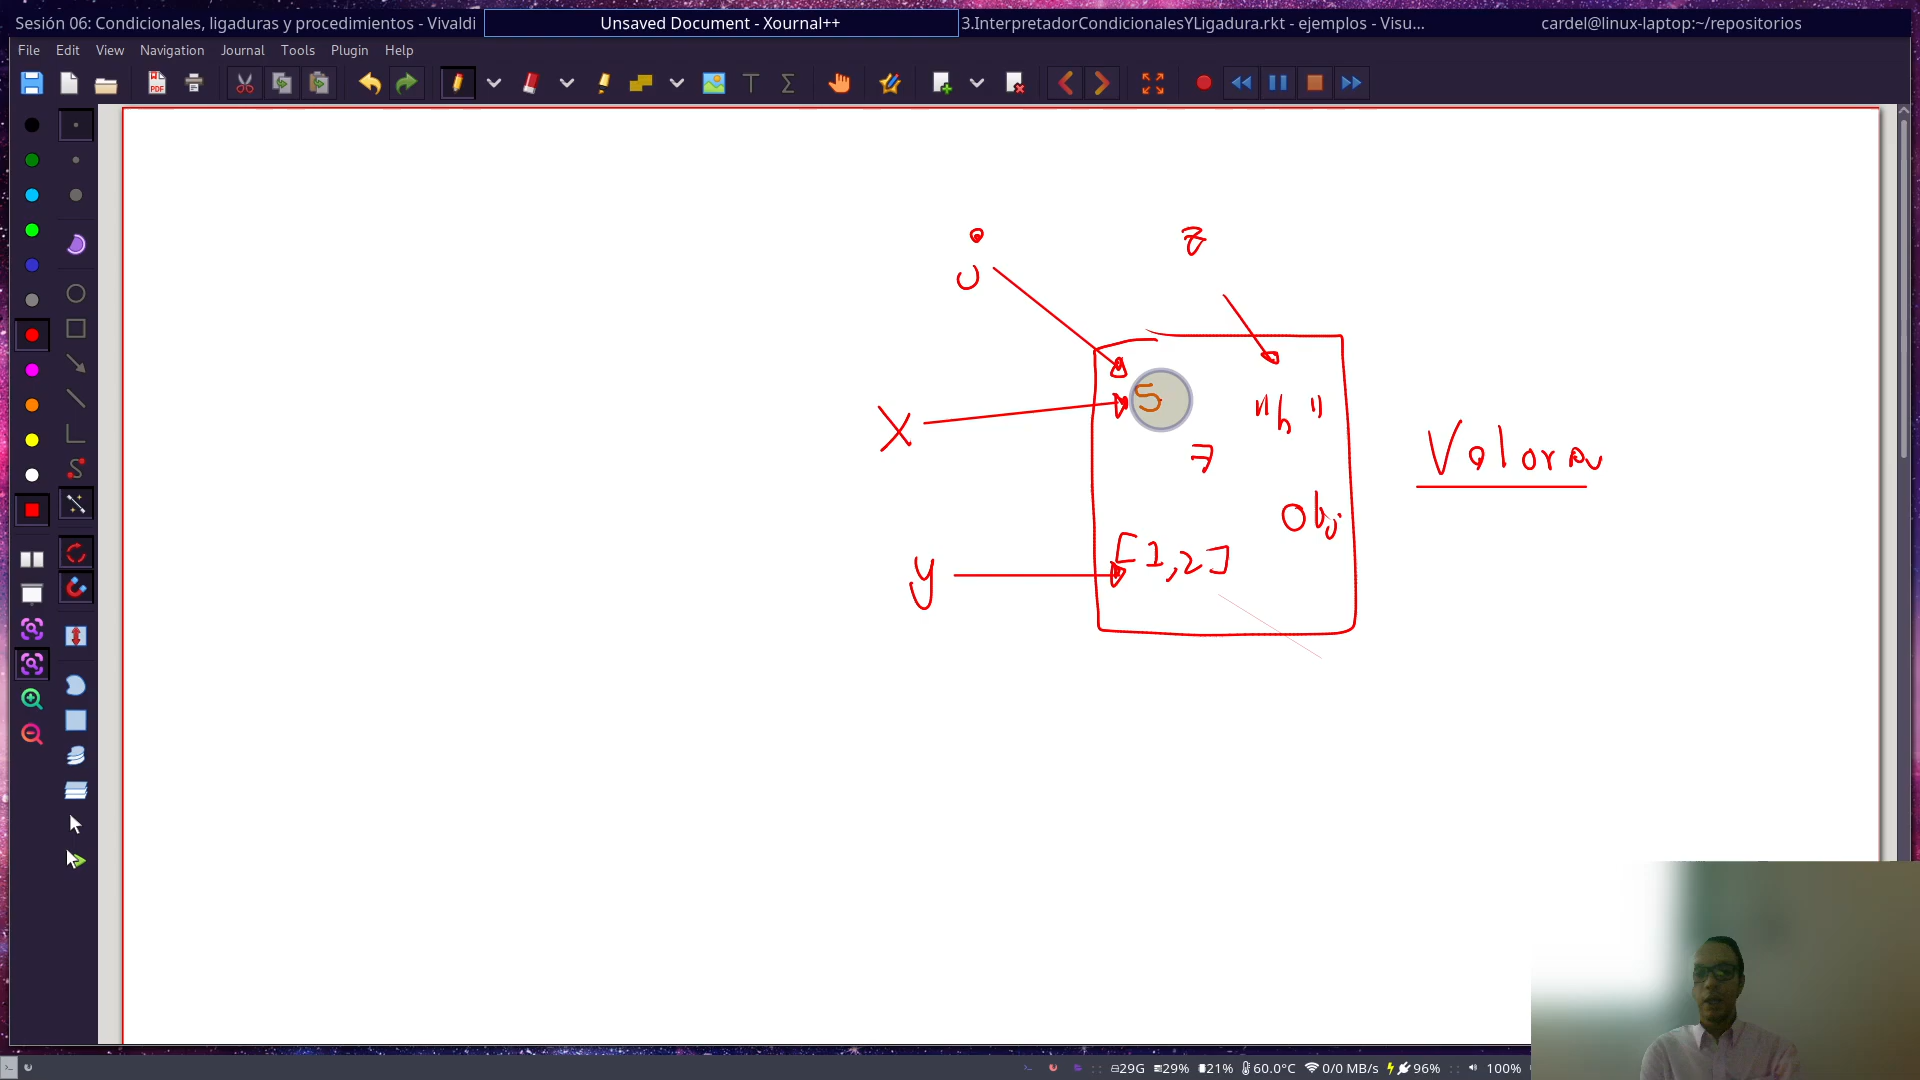 Sesión 06: Condicionales, ligaduras y procedimientos - Vivaldi
Unsaved Document - Xournal++
3.InterpretadorCondicionalesYLigadura.rkt - ejemplos - Visu...
cardel@linux-laptop:~/repositorios
File Edit View Navigation Journal Tools Plugin Help
PDF
T Σ
z
x
5
"h"
7
Obj
y
[1,2]
29G 29% 21% 60.0°C 0/0 MB/s 96% 100%